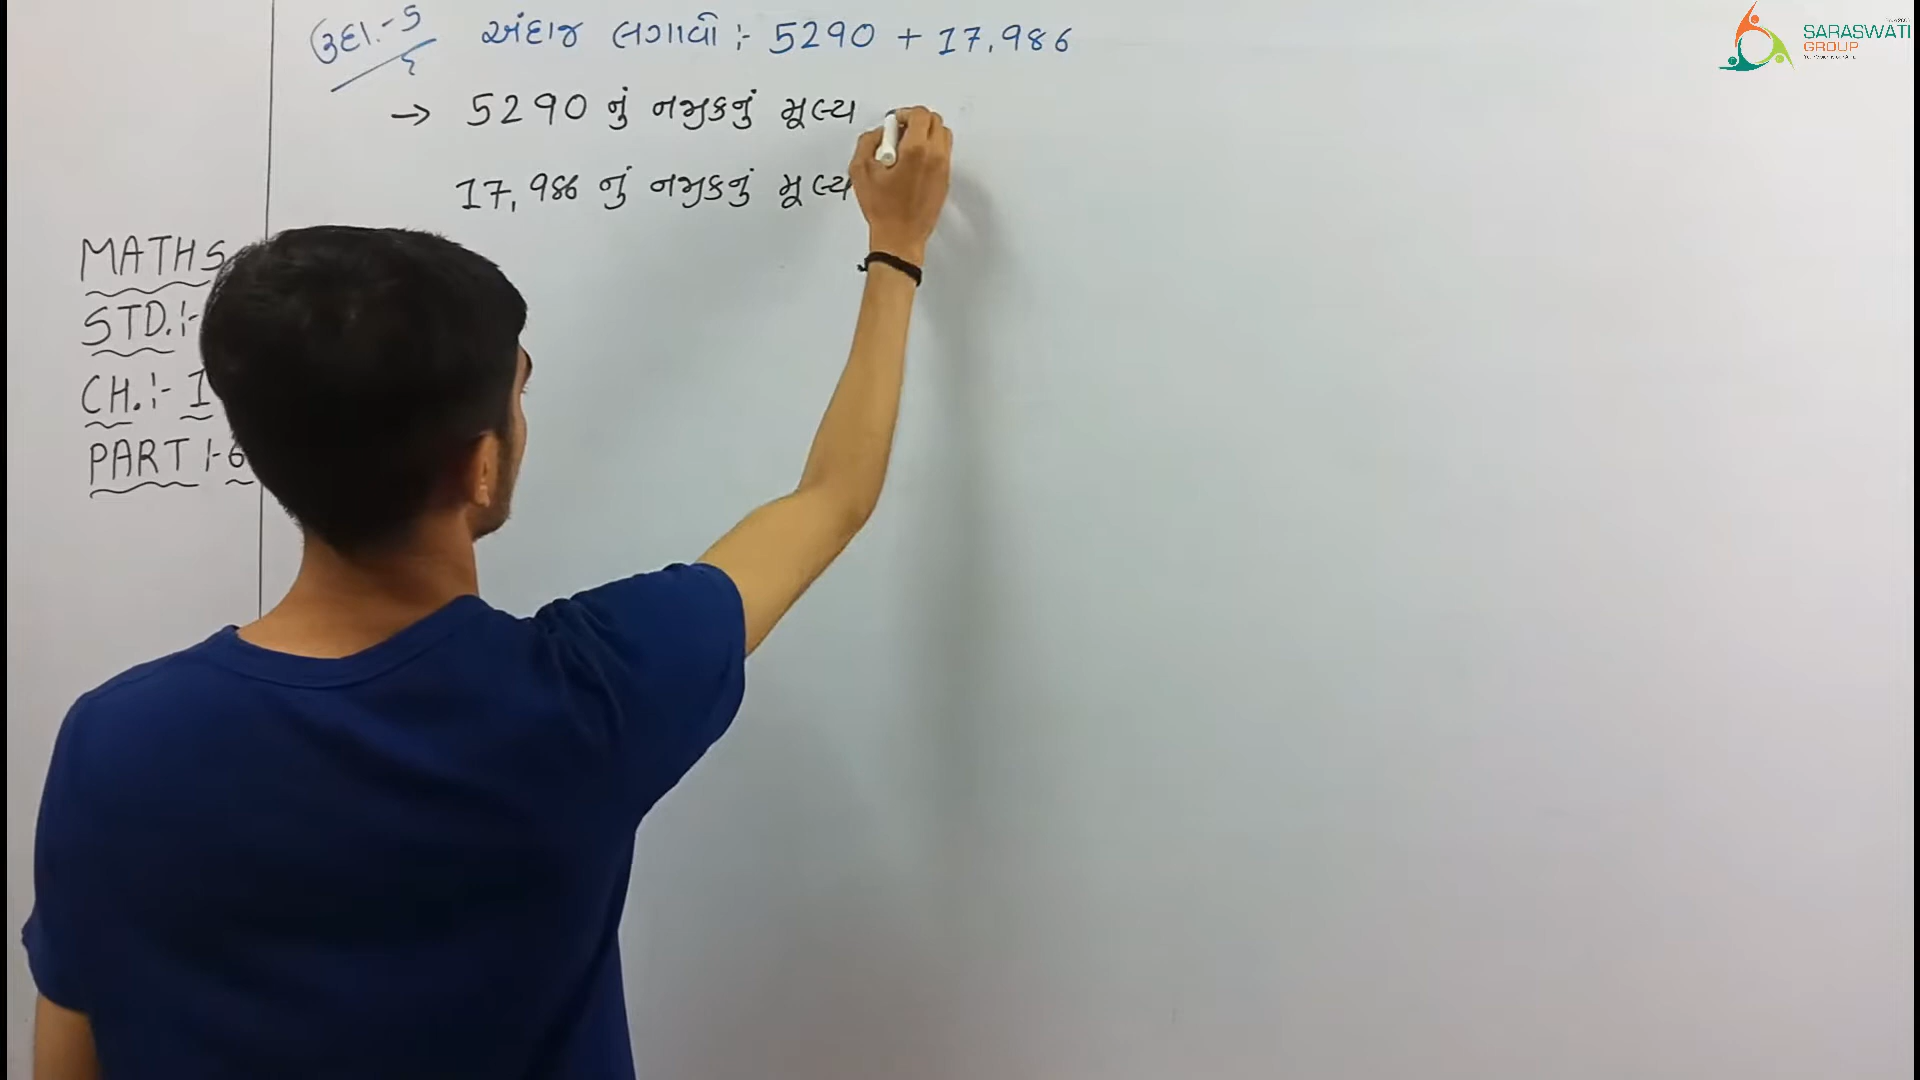 ઉદા.- 5 અંદાજ લગાવો :- 5290 + 17,986
→ 5290 નું નજીકનું મૂલ્ય
17,986 નું નજીકનું મૂલ્ય
MATHS
STD.:-
CH.:- 1
PART :- 6
SARASWATI
GROUP